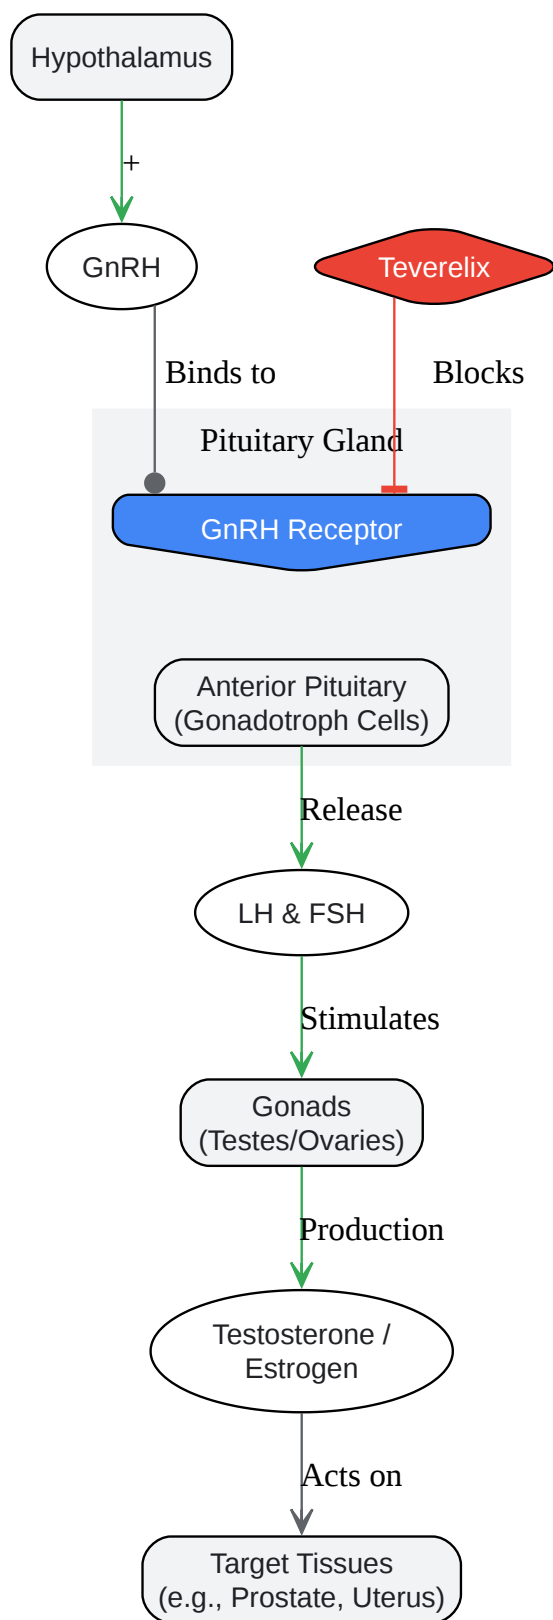 Hypothalamus
+
GnRH
Teverelix
Binds to
Blocks
Pituitary Gland
GnRH Receptor
Anterior Pituitary
(Gonadotroph Cells)
Release
LH & FSH
Stimulates
Gonads
(Testes/Ovaries)
Production
Testosterone /
Estrogen
Acts on
Target Tissues
(e.g., Prostate, Uterus)